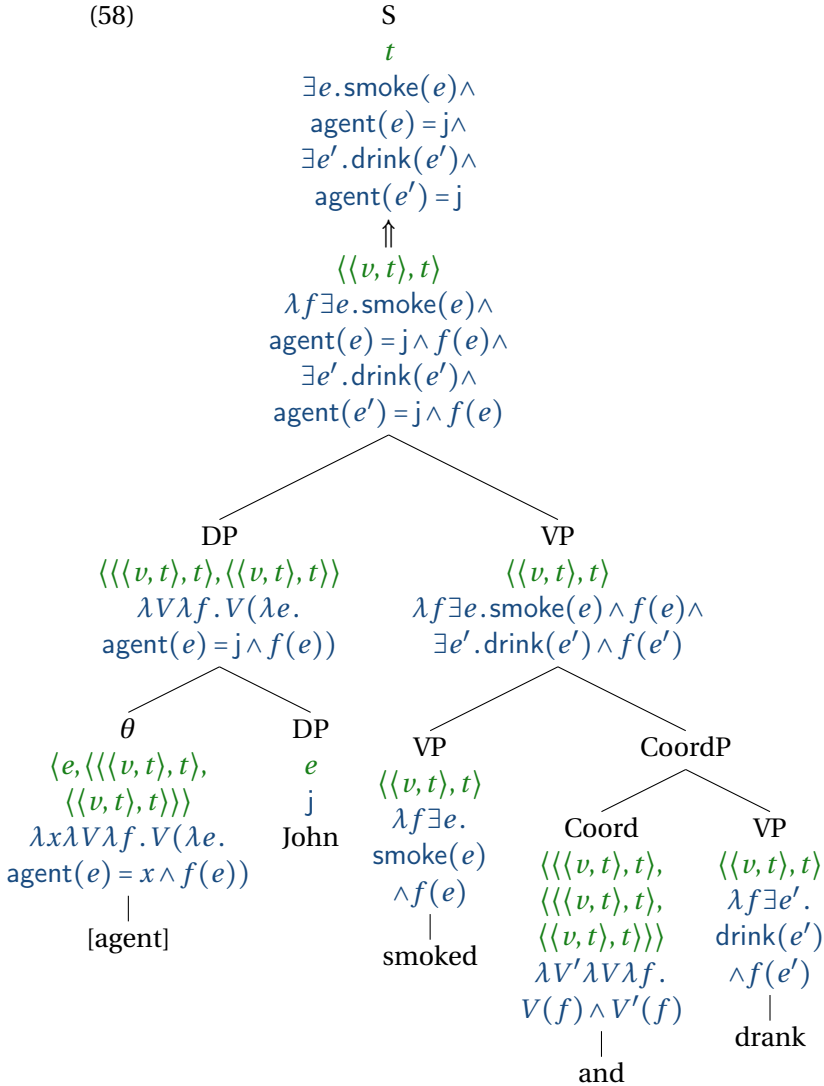 (58) S
t
∃e.smoke(e)∧
agent(e) = j∧
∃e′.drink(e′)∧
agent(e′) = j
⇑
⟨⟨v, t⟩, t⟩
λf∃e.smoke(e)∧
agent(e) = j ∧ f(e)∧
∃e′.drink(e′)∧
agent(e′) = j ∧ f(e)
DP
⟨⟨⟨v, t⟩, t⟩,⟨⟨v, t⟩, t⟩⟩
λVλf.V(λe.
agent(e) = j ∧ f(e))
VP
⟨⟨v, t⟩, t⟩
λf∃e.smoke(e) ∧ f(e)∧
∃e′.drink(e′) ∧ f(e′)
θ
⟨e,⟨⟨⟨v, t⟩, t⟩,
⟨⟨v, t⟩, t⟩⟩⟩
λxλVλf.V(λe.
agent(e) = x ∧ f(e))
[agent]
DP
e
j
John
VP
⟨⟨v, t⟩, t⟩
λf∃e.
smoke(e)
∧f(e)
smoked
CoordP
Coord
⟨⟨⟨v, t⟩, t⟩,
⟨⟨⟨v, t⟩, t⟩,
⟨⟨v, t⟩, t⟩⟩⟩
λV′λVλf.
V(f) ∧ V′(f)
and
VP
⟨⟨v, t⟩, t⟩
λf∃e′.
drink(e′)
∧f(e′)
drank